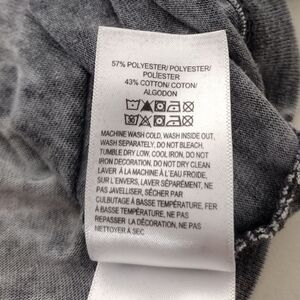 57% POLYESTER/ POLYESTER/
POLIÉSTER
43% COTTON/ COTON/
ALGODON
MACHINE WASH COLD, WASH INSIDE OUT,
WASH SEPARATELY, DO NOT BLEACH,
TUMBLE DRY LOW, COOL IRON, DO NOT
IRON DECORATION, DO NOT DRY CLEAN
LAVER À LA MACHINE À L'EAU FROIDE,
SUR L'ENVERS, LAVER SÉPARÉMENT, NE
PAS JAVELLISER, SÉCHER PAR
CULBUTAGE À BASSE TEMPÉRATURE, FER
À BASSE TEMPÉRATURE, NE PAS
REPASSER LA DÉCORATION, NE PAS
NETTOYER À SEC